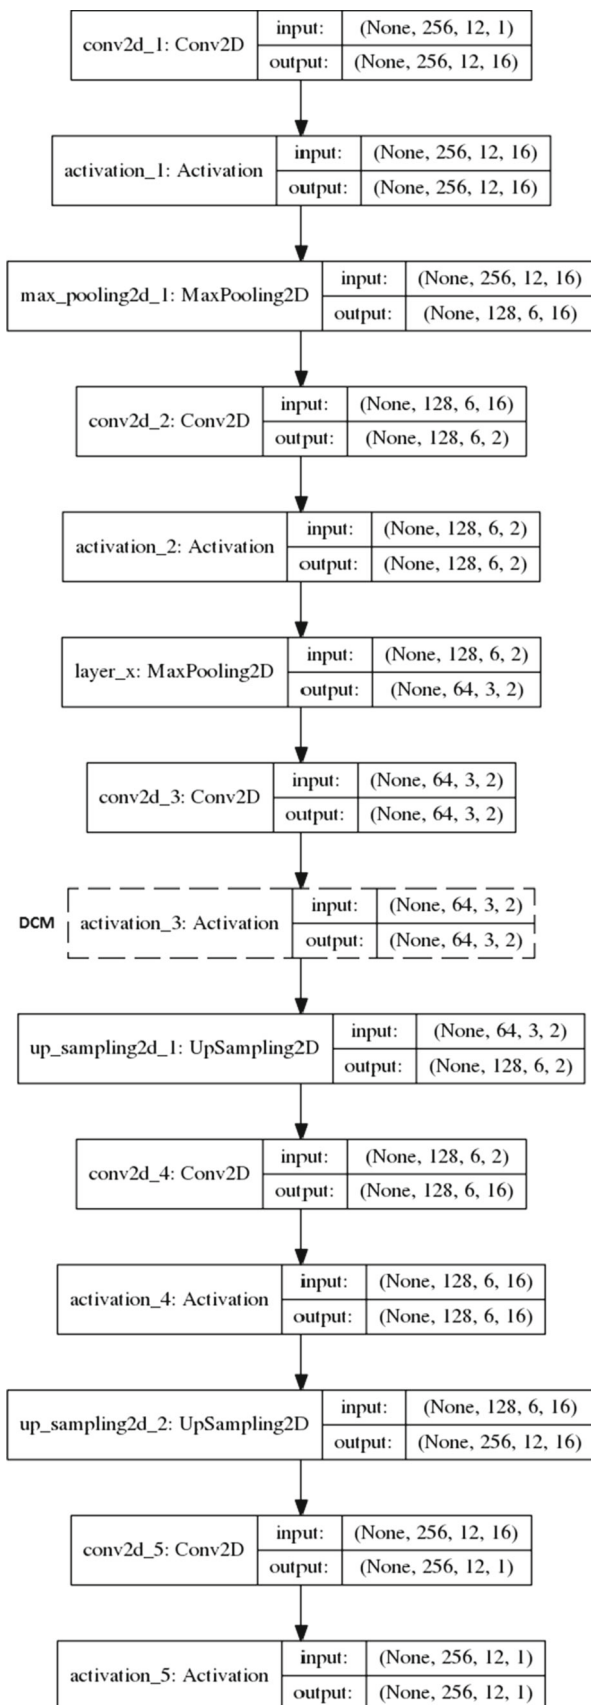 conv2d_1: Conv2D input: (None, 256, 12, 1)
output: (None, 256, 12, 16)
activation_1: Activation input: (None, 256, 12, 16)
output: (None, 256, 12, 16)
max_pooling2d_1: MaxPooling2D input: (None, 256, 12, 16)
output: (None, 128, 6, 16)
conv2d_2: Conv2D input: (None, 128, 6, 16)
output: (None, 128, 6, 2)
activation_2: Activation input: (None, 128, 6, 2)
output: (None, 128, 6, 2)
layer_x: MaxPooling2D input: (None, 128, 6, 2)
output: (None, 64, 3, 2)
conv2d_3: Conv2D input: (None, 64, 3, 2)
output: (None, 64, 3, 2)
DCM activation_3: Activation input: (None, 64, 3, 2)
output: (None, 64, 3, 2)
up_sampling2d_1: UpSampling2D input: (None, 64, 3, 2)
output: (None, 128, 6, 2)
conv2d_4: Conv2D input: (None, 128, 6, 2)
output: (None, 128, 6, 16)
activation_4: Activation input: (None, 128, 6, 16)
output: (None, 128, 6, 16)
up_sampling2d_2: UpSampling2D input: (None, 128, 6, 16)
output: (None, 256, 12, 16)
conv2d_5: Conv2D input: (None, 256, 12, 16)
output: (None, 256, 12, 1)
activation_5: Activation input: (None, 256, 12, 1)
output: (None, 256, 12, 1)